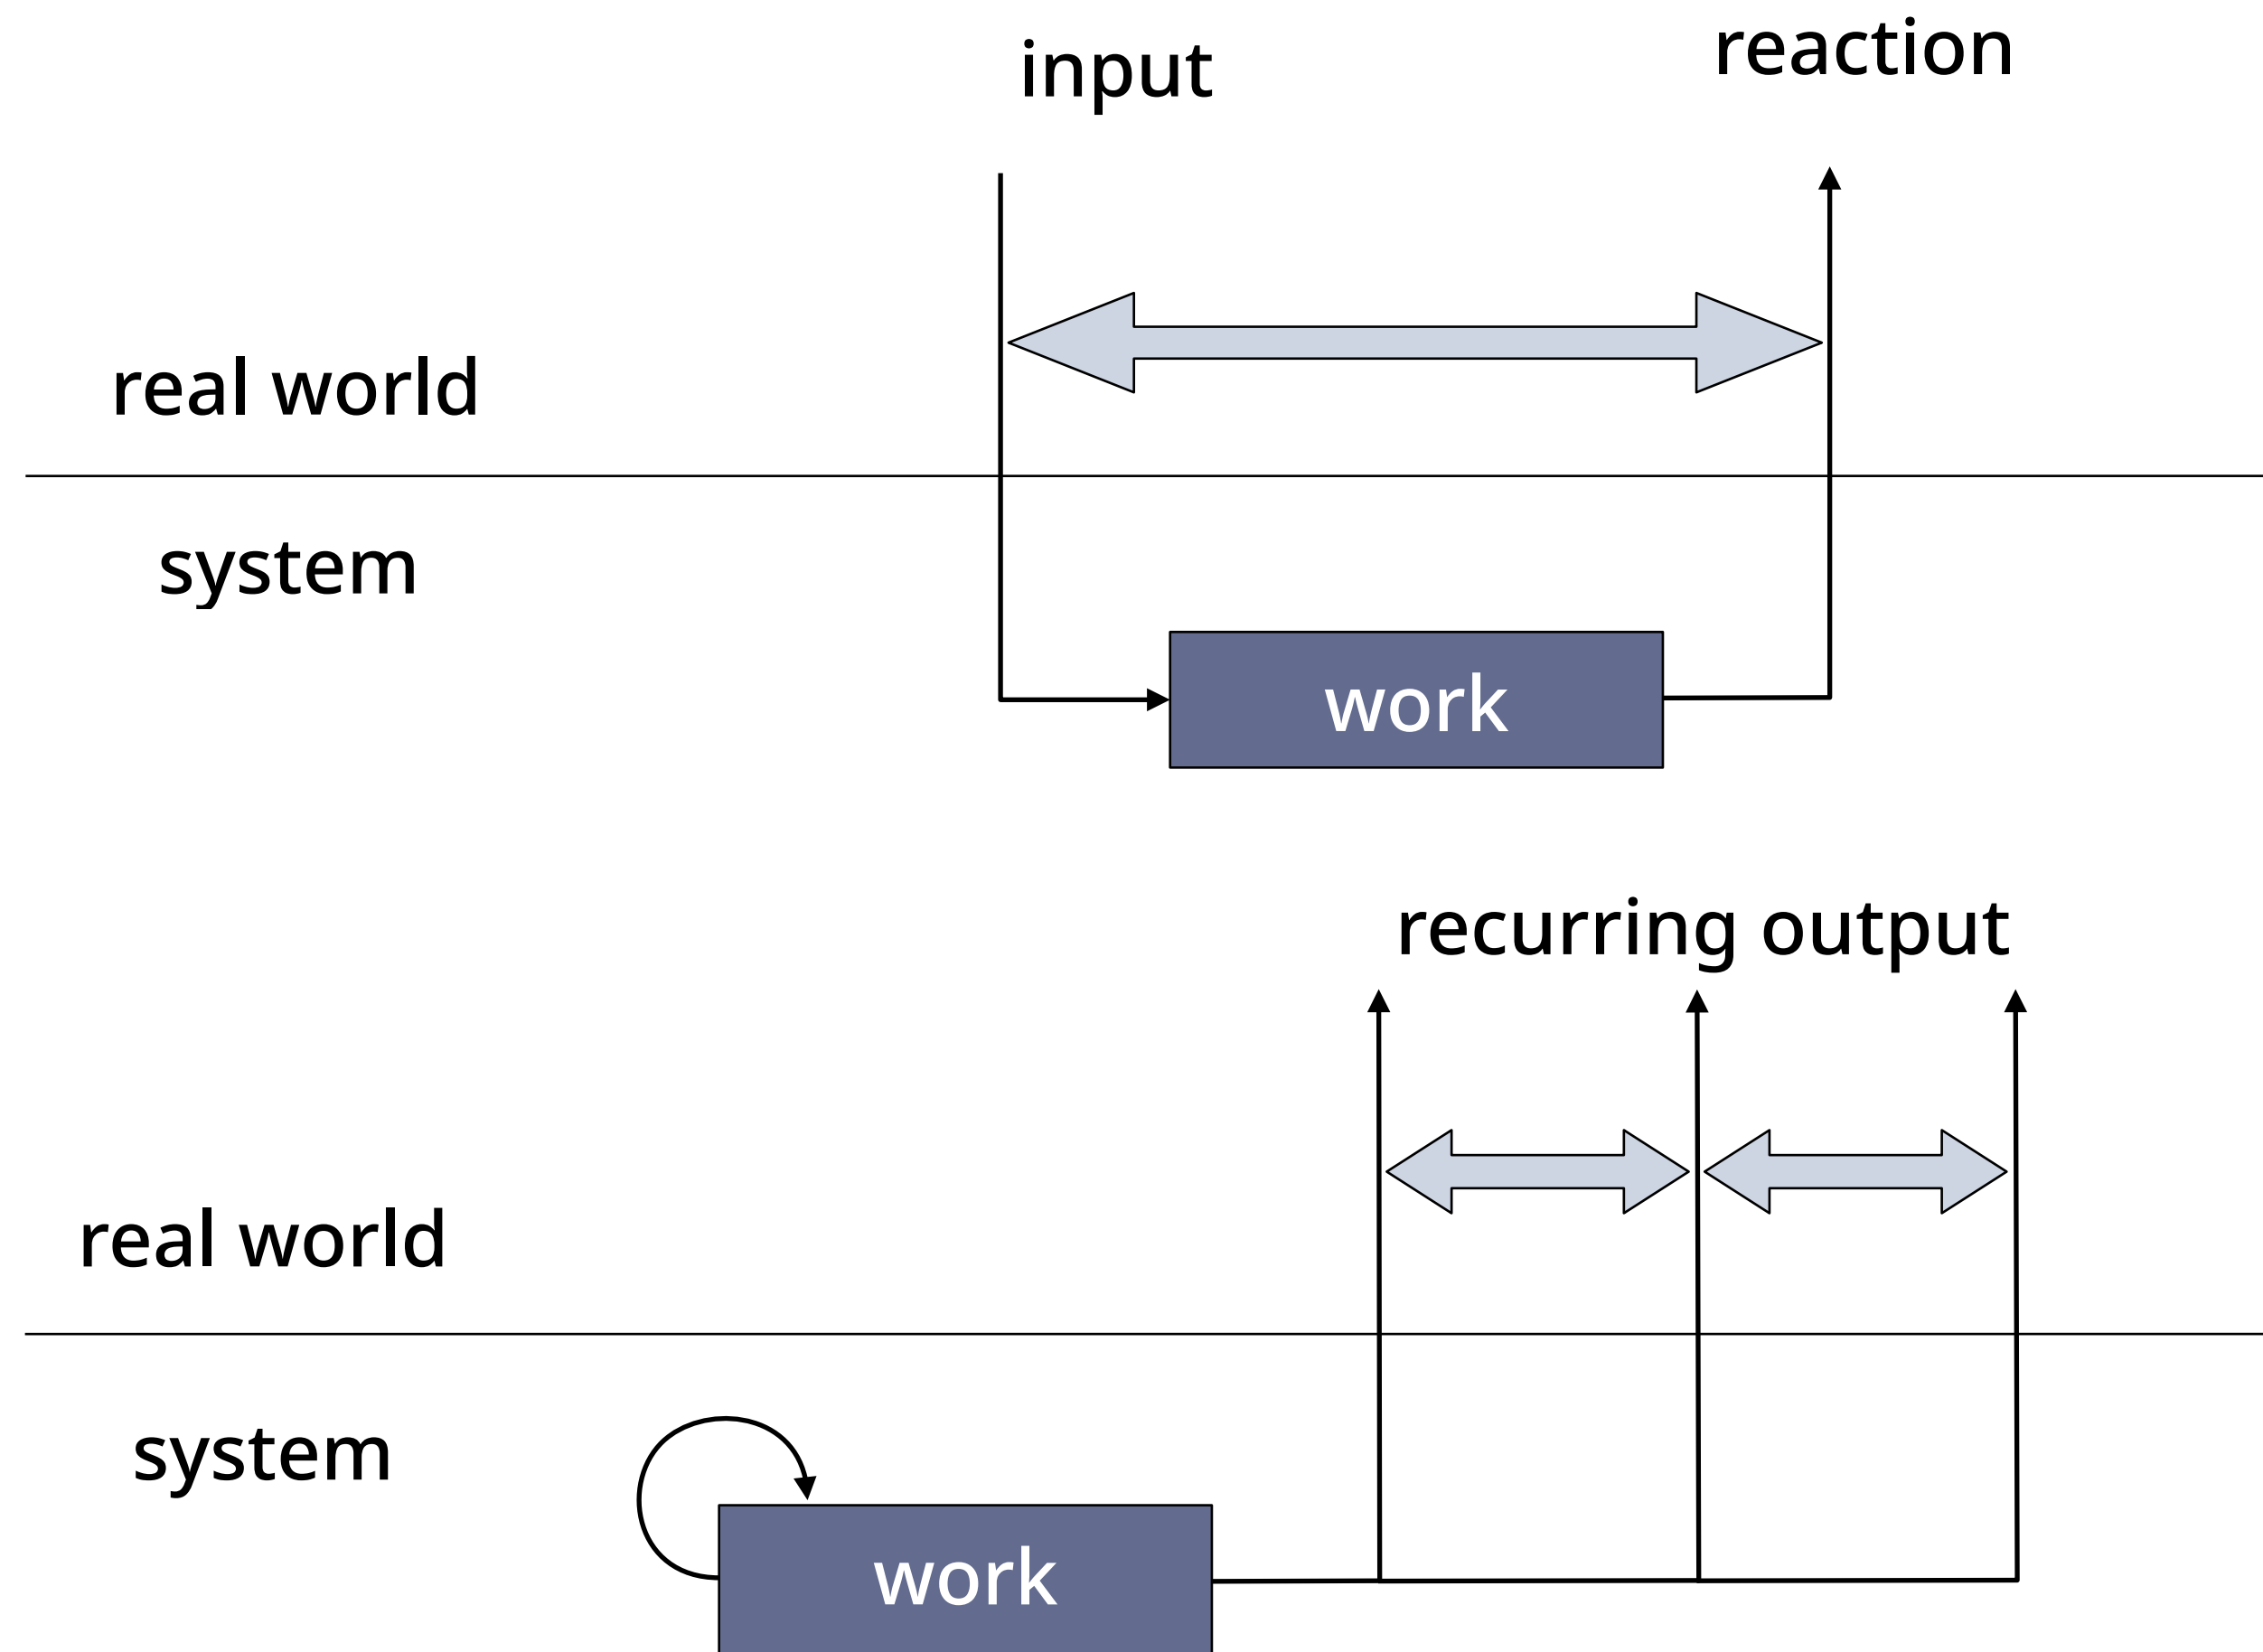 input
reaction
real world
system
work
recurring output
real world
system
work